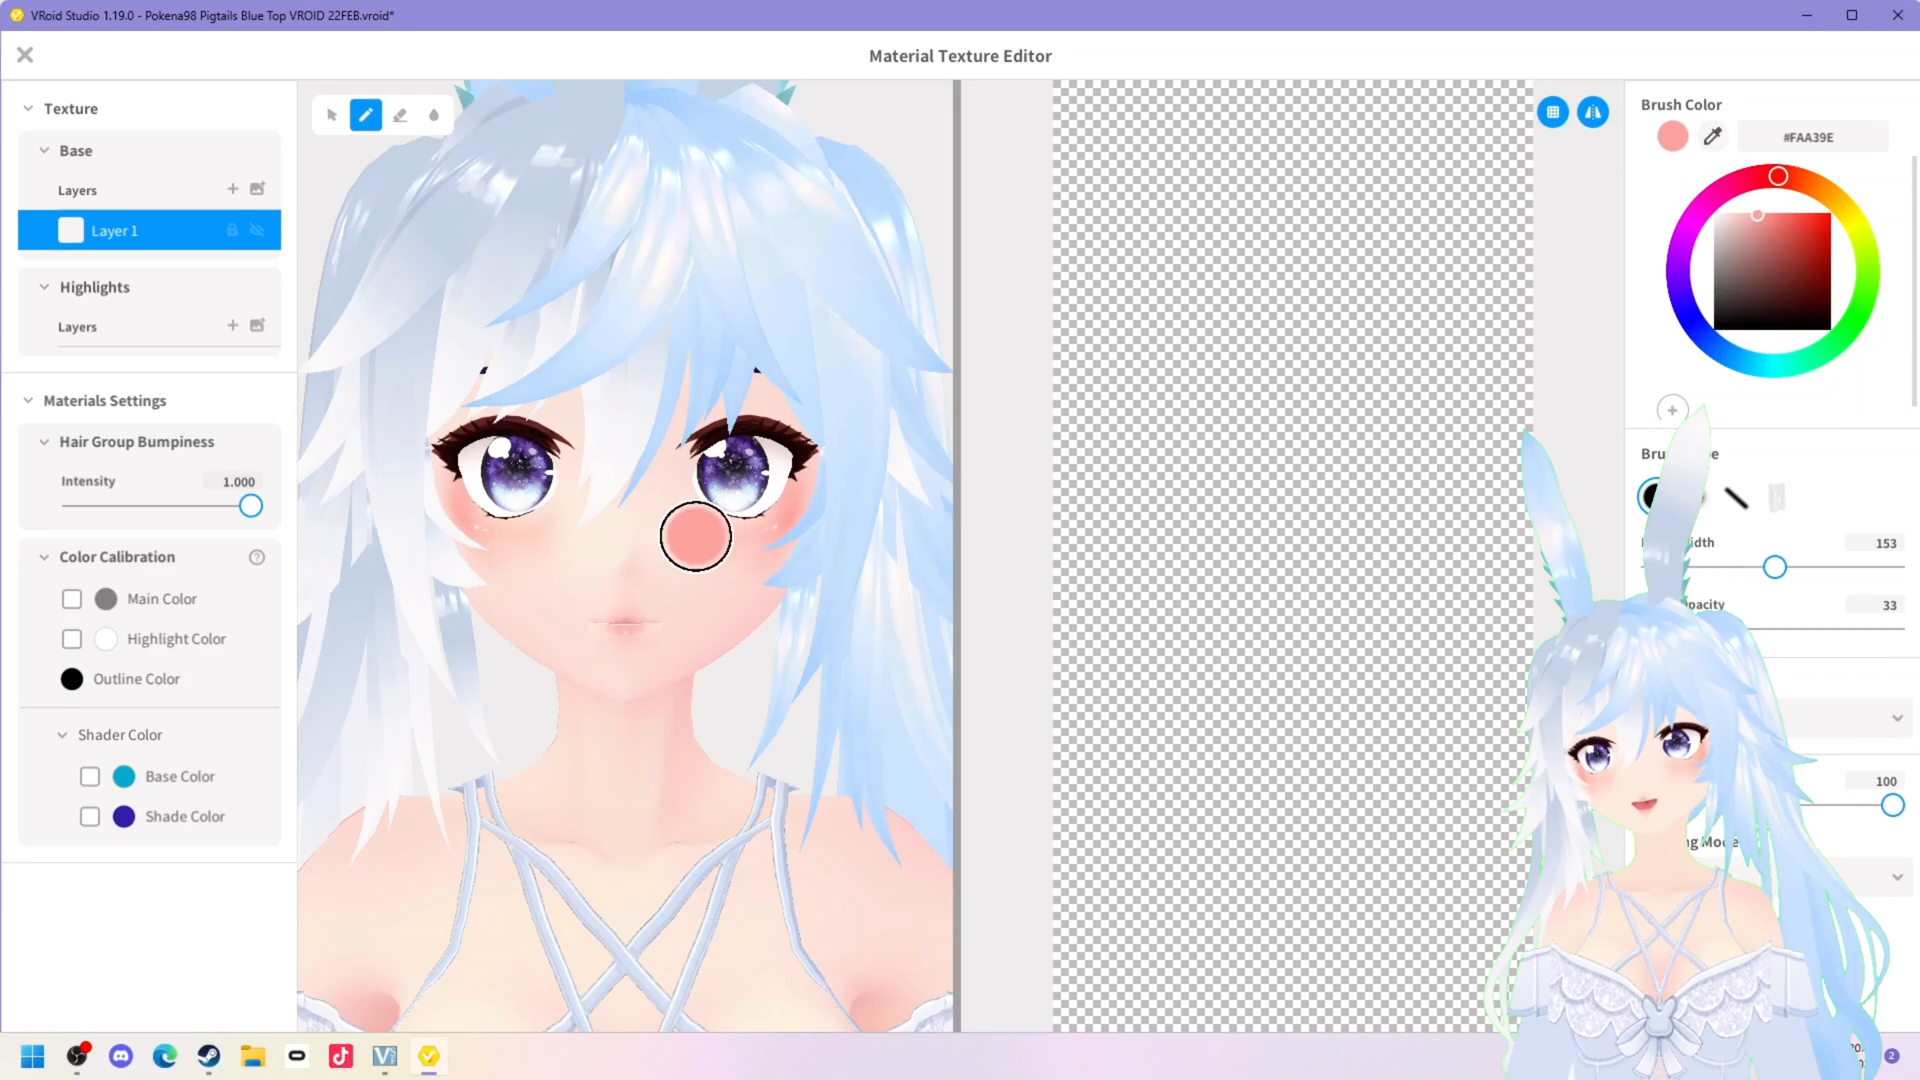 VRoid Studio 1.19.0 - Pokena98 Pigtails Blue Top VROID 22FEB.vroid*
Material Texture Editor
Texture
Base
Layers
Layer 1
Highlights
Layers
Materials Settings
Hair Group Bumpiness
Intensity
1.000
Color Calibration
Main Color
Highlight Color
Outline Color
Shader Color
Base Color
Shade Color
Brush Color
#FAA39E
153
33
100
2